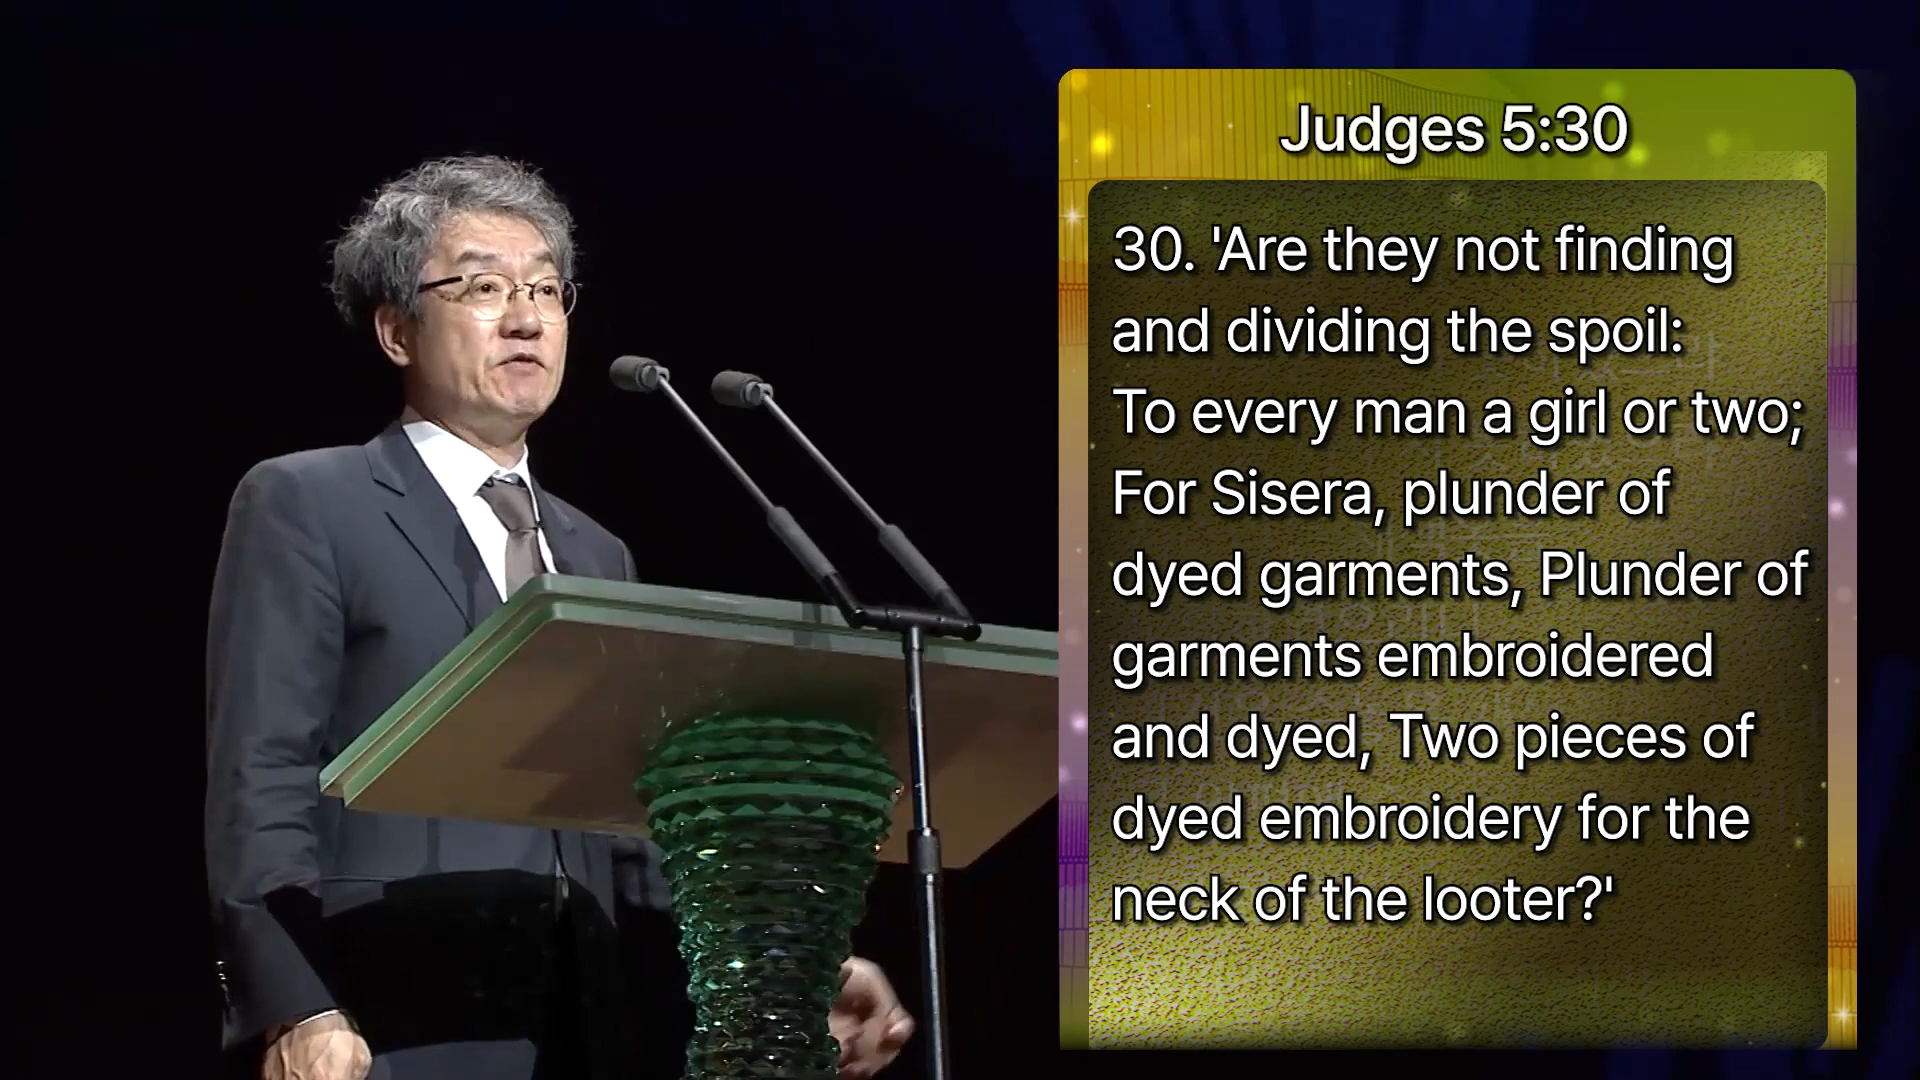 Judges 5:30
30. 'Are they not finding
and dividing the spoil:
To every man a girl or two;
For Sisera, plunder of
dyed garments, Plunder of
garments embroidered
and dyed, Two pieces of
dyed embroidery for the
neck of the looter?'